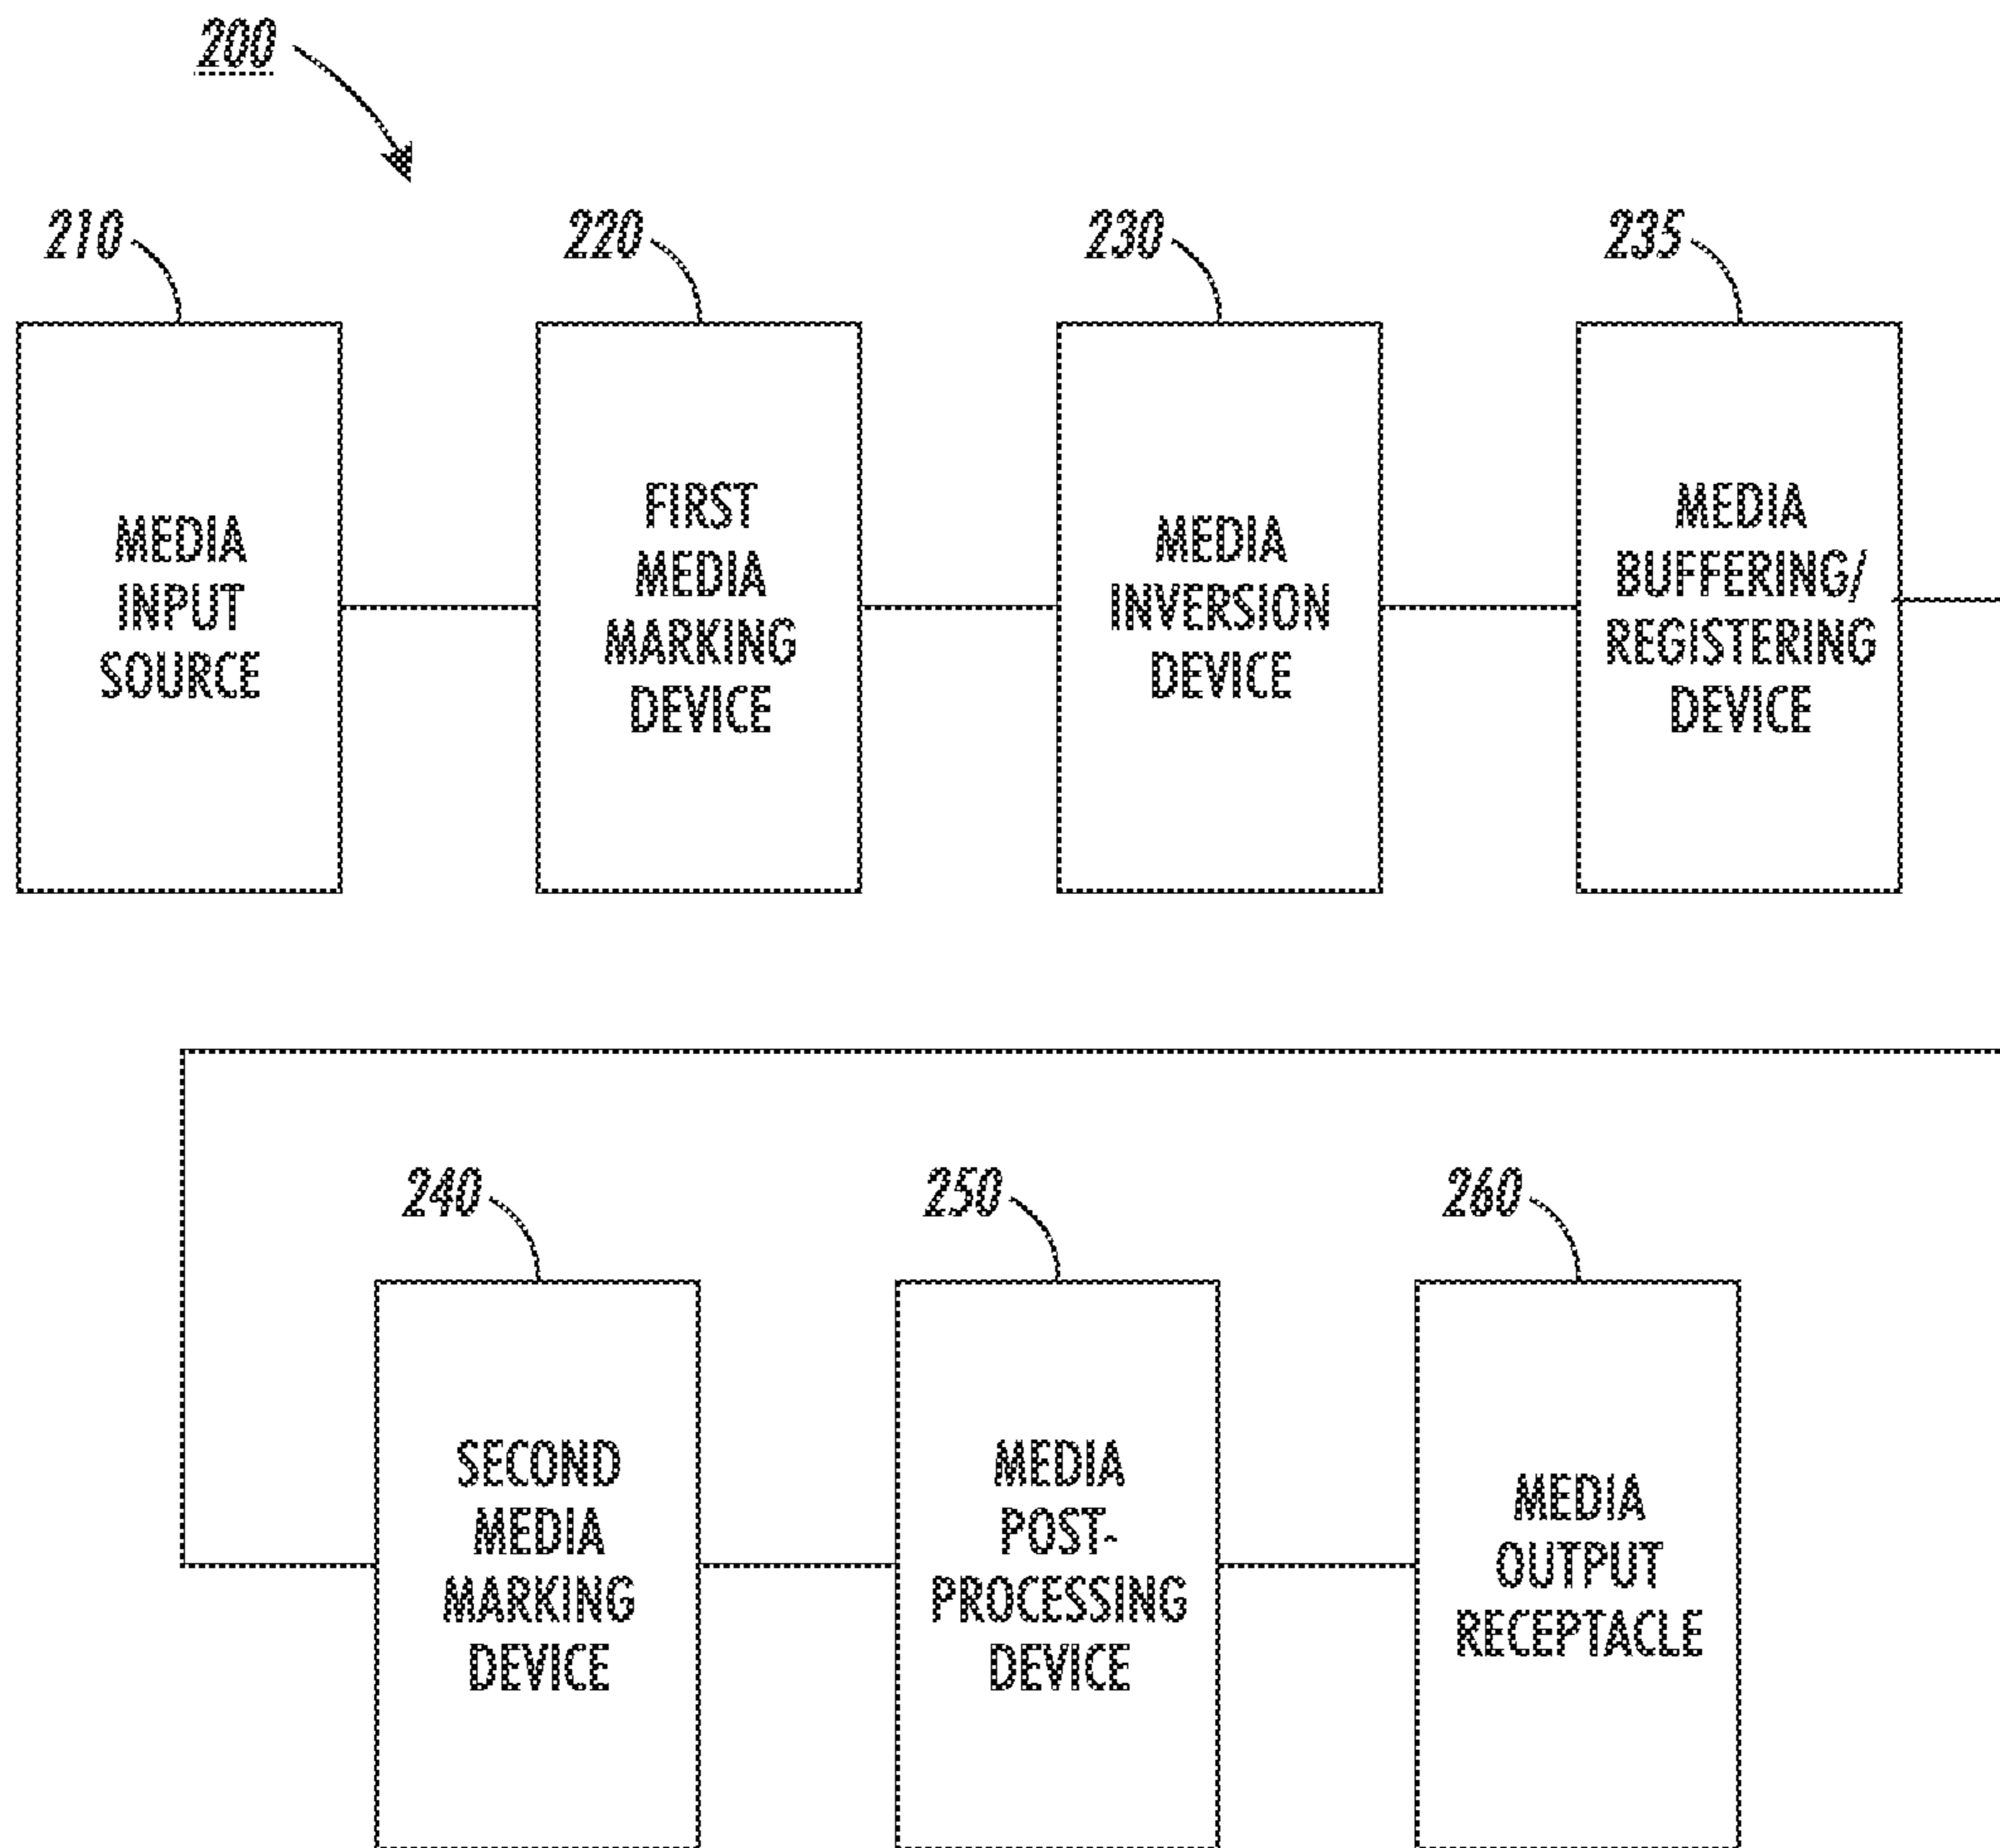 200
210
220
230
235
MEDIA
INPUT
SOURCE
FIRST
MEDIA
MARKING
DEVICE
MEDIA
INVERSION
DEVICE
MEDIA
BUFFERING/
REGISTERING
DEVICE
240
250
260
SECOND
MEDIA
MARKING
DEVICE
MEDIA
POST-
PROCESSING
DEVICE
MEDIA
OUTPUT
RECEPTACLE